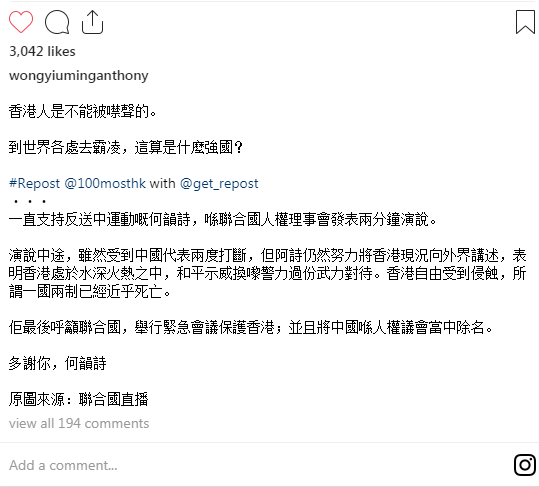 3,042 likes
wongyiuminganthony
香港人是不能被噤聲的。
到世界各處去霸凌，這算是什麼強國？
#Repost @100mosthk with @get_repost
・・・
一直支持反送中運動嘅何韻詩，喺聯合國人權理事會發表兩分鐘演說。
演說中途，雖然受到中國代表兩度打斷，但阿詩仍然努力將香港現況向外界講述，表
明香港處於水深火熱之中，和平示威換嚟警力過份武力對待。香港自由受到侵蝕，所
謂一國兩制已經近乎死亡。
佢最後呼籲聯合國，舉行緊急會議保護香港；並且將中國喺人權議會當中除名。
多謝你，何韻詩
原圖來源：聯合國直播
view all 194 comments
Add a comment...